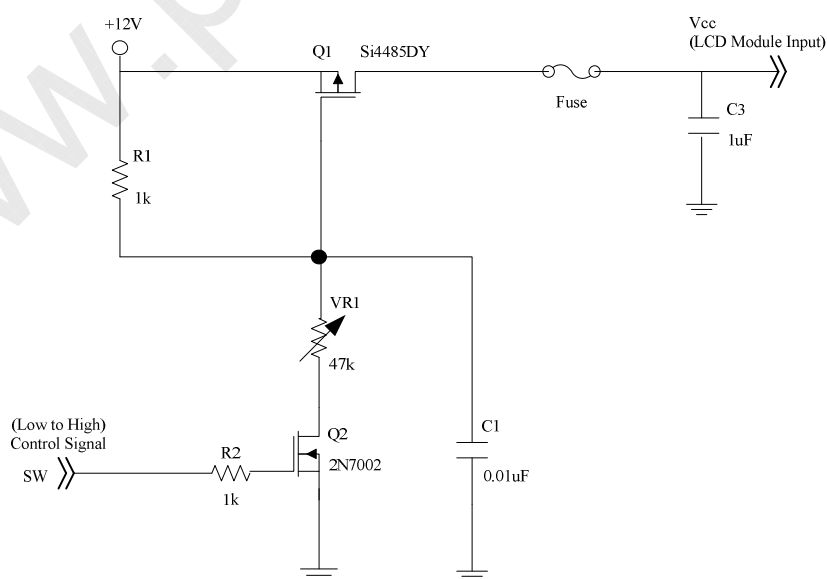 +12V
Q1
Si4485DY
Vcc
(LCD Module Input)
Fuse
C3
1uF
R1
1k
VR1
47k
(Low to High)
Control Signal
SW
R2
1k
Q2
2N7002
C1
0.01uF
w.p